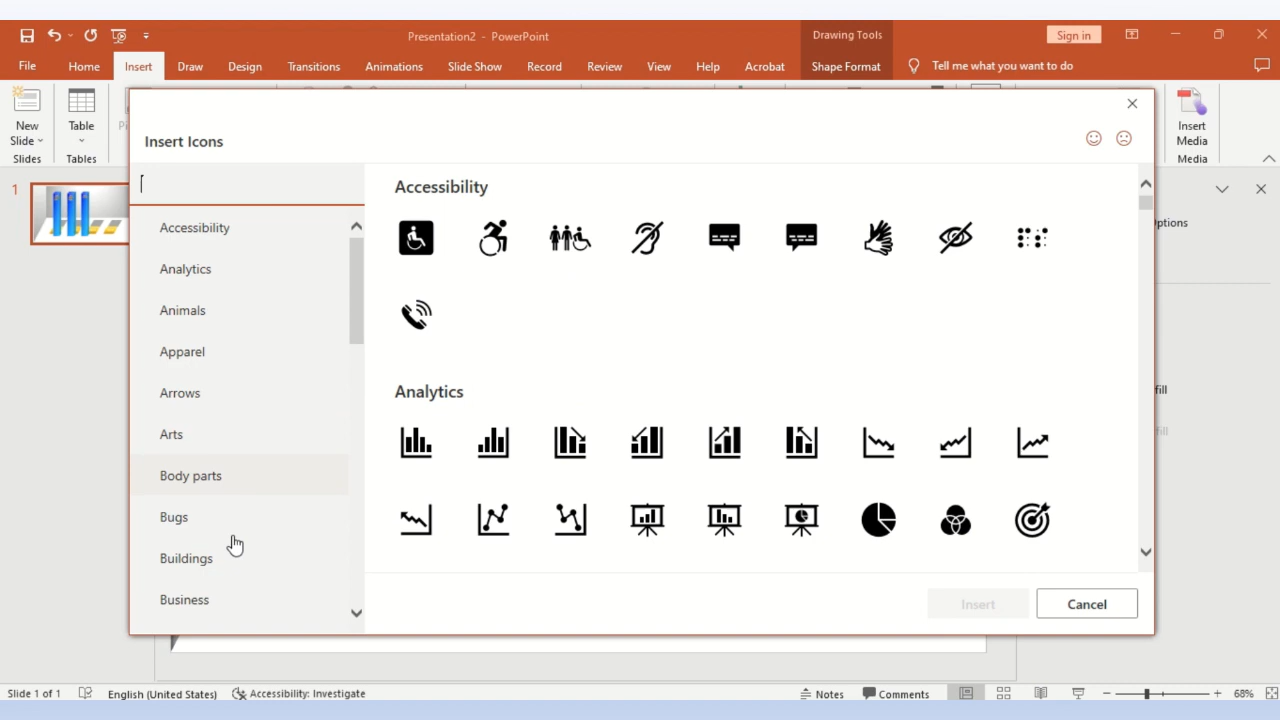 Presentation2 - PowerPoint
Drawing Tools
Sign in
File
Home
Insert
Draw
Design
Transitions
Animations
Slide Show
Record
Review
View
Help
Acrobat
Shape Format
Tell me what you want to do
New
Slide
Slides
Table
Tables
Insert
Media
Media
Insert Icons
Accessibility
Analytics
Animals
Apparel
Arrows
Arts
Body parts
Bugs
Buildings
Business
Accessibility
Analytics
Insert
Cancel
1
ptions
fill
fill
Slide 1 of 1
English (United States)
Accessibility: Investigate
Notes
Comments
68%